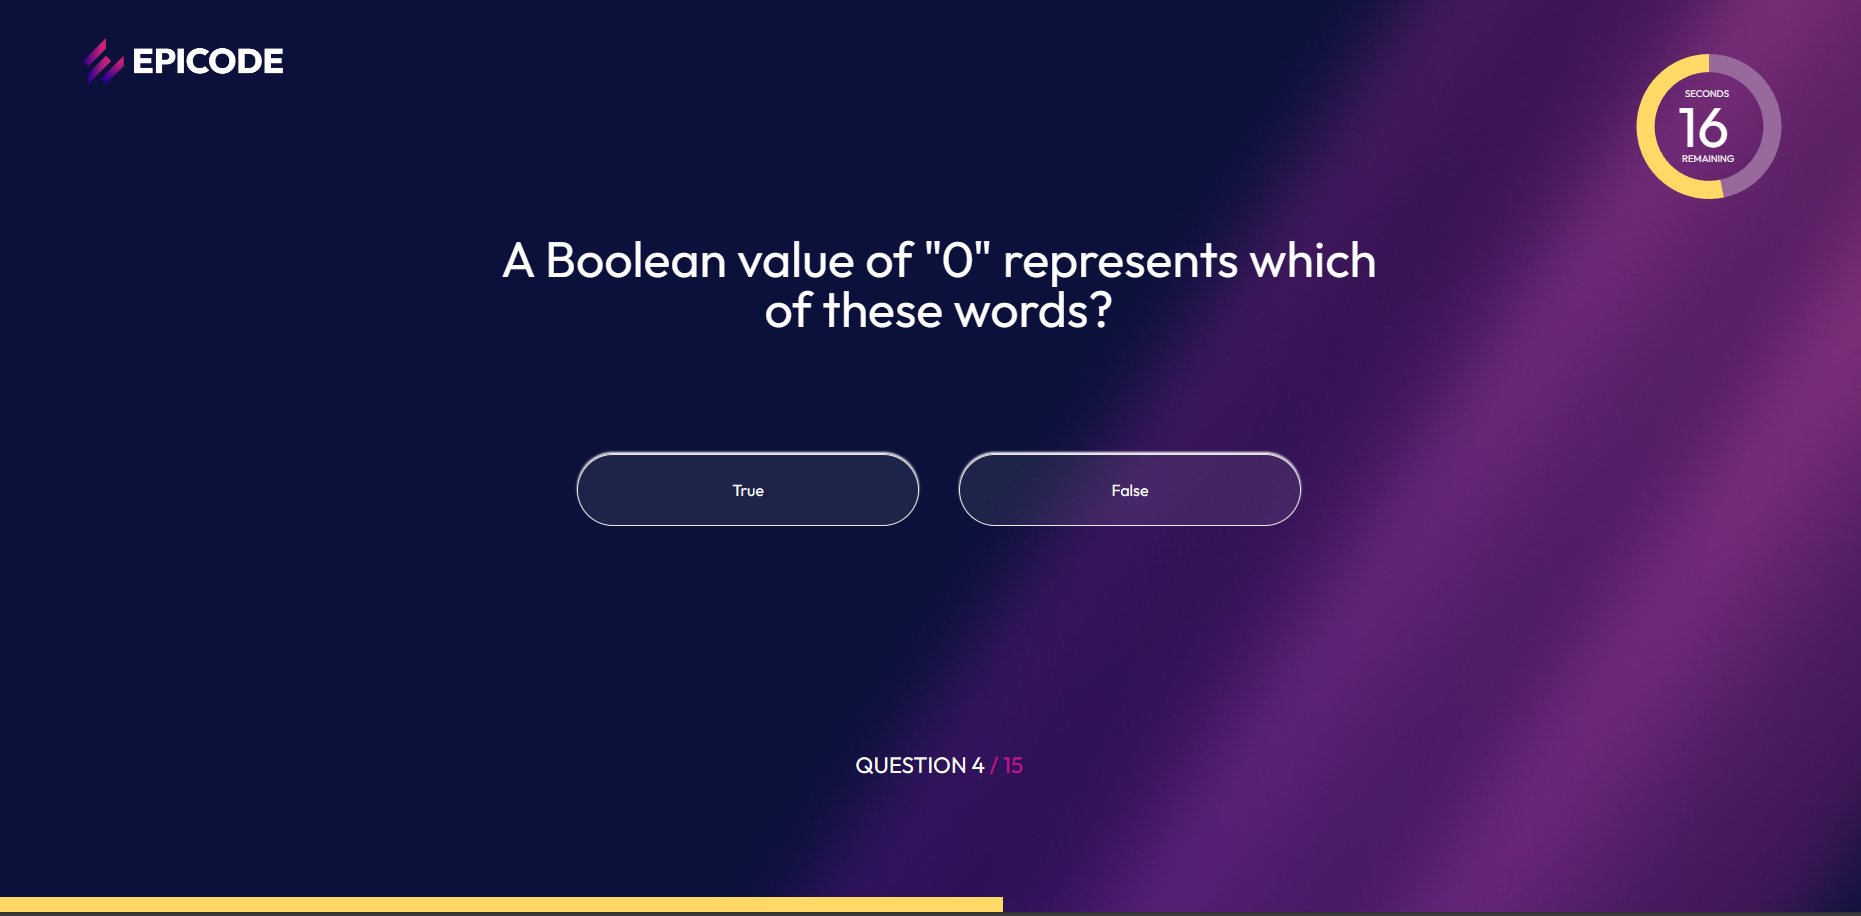 EPICODE
SECONDS
16
REMAINING
A Boolean value of "0" represents which
of these words?
True
False
QUESTION 4 / 15